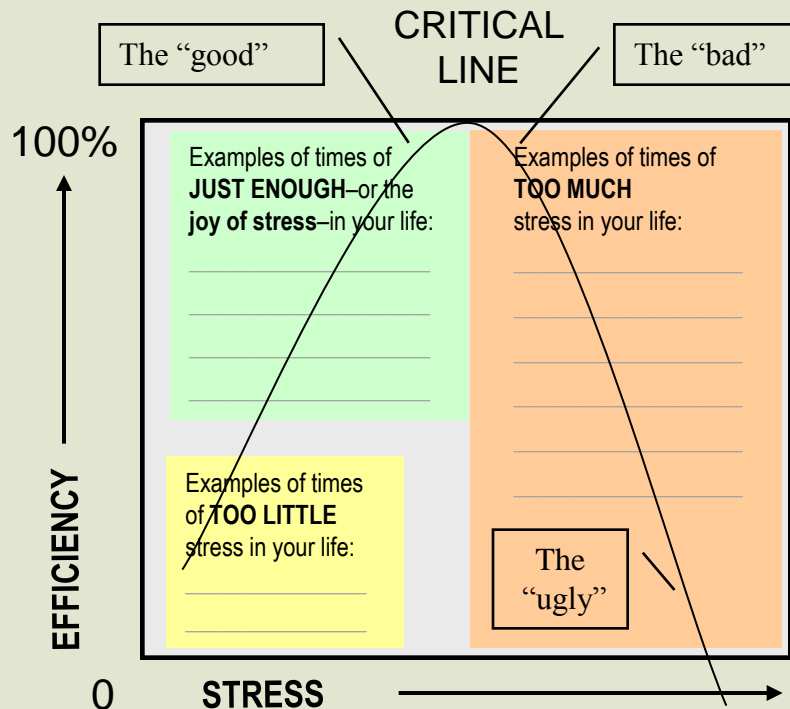 The “good”
CRITICAL
LINE
The “bad”
100%
Examples of times of
JUST ENOUGH–or the
joy of stress–in your life:
Examples of times of
TOO MUCH
stress in your life:
Examples of times
of TOO LITTLE
stress in your life:
The
“ugly”
EFFICIENCY
0
STRESS